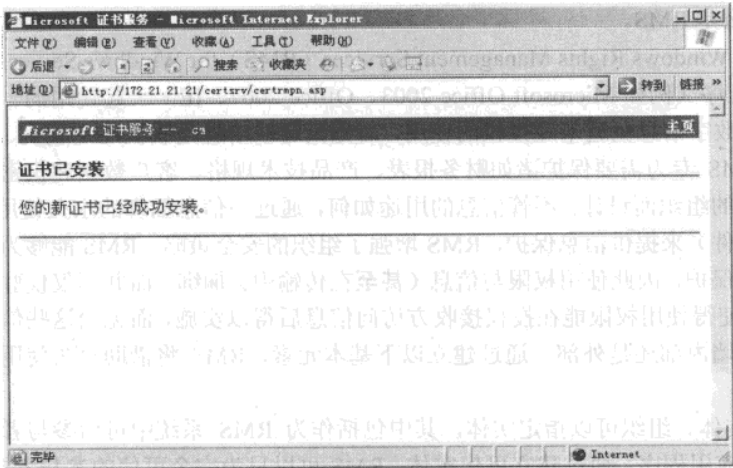 Microsoft 证书服务 - Microsoft Internet Explorer
文件(F) 编辑(E) 查看(V) 收藏(A) 工具(T) 帮助(H)
后退 搜索 收藏夹
地址(D) http://172.21.21.21/certsrv/certrmpn.asp 转到 链接 »
Microsoft 证书服务 -- ca 主页
证书已安装
您的新证书已经成功安装。
完毕 Internet